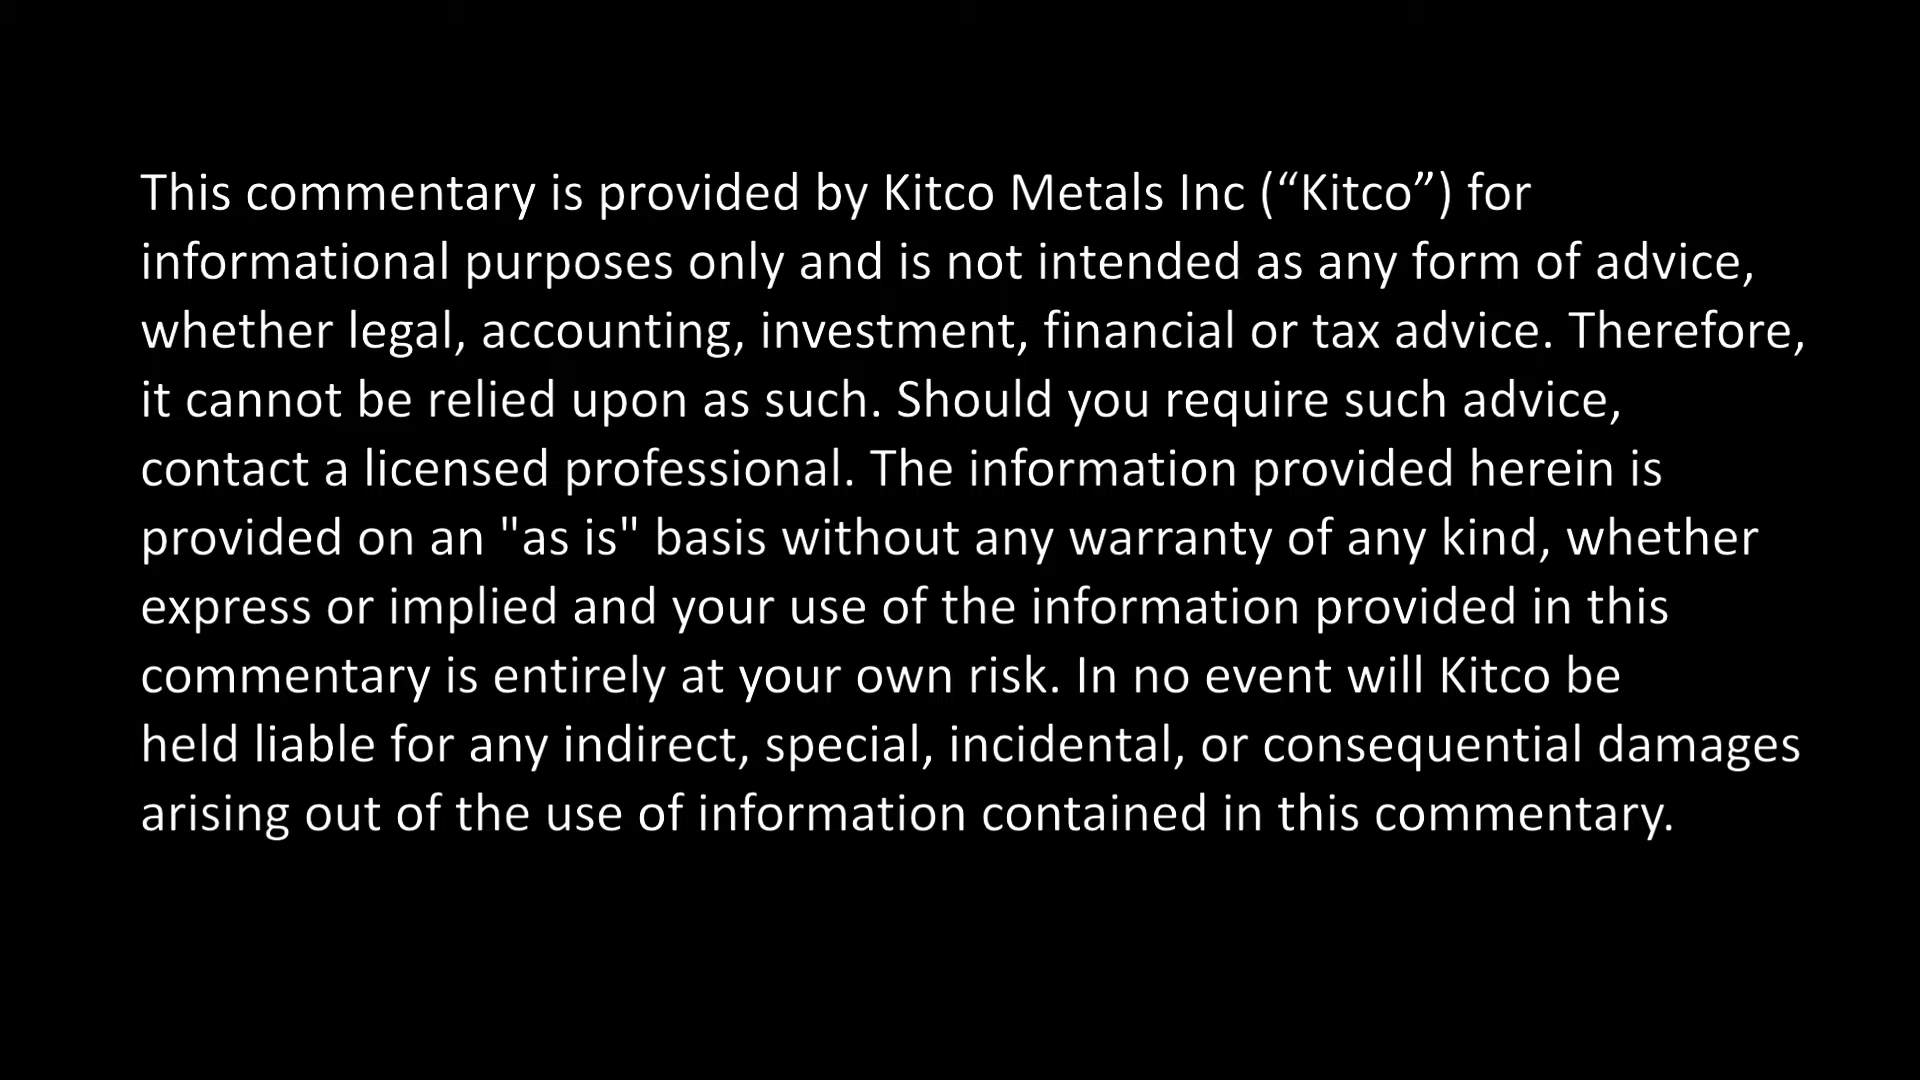 This commentary is provided by Kitco Metals Inc (“Kitco”) for
informational purposes only and is not intended as any form of advice,
whether legal, accounting, investment, financial or tax advice. Therefore,
it cannot be relied upon as such. Should you require such advice,
contact a licensed professional. The information provided herein is
provided on an "as is" basis without any warranty of any kind, whether
express or implied and your use of the information provided in this
commentary is entirely at your own risk. In no event will Kitco be
held liable for any indirect, special, incidental, or consequential damages
arising out of the use of information contained in this commentary.